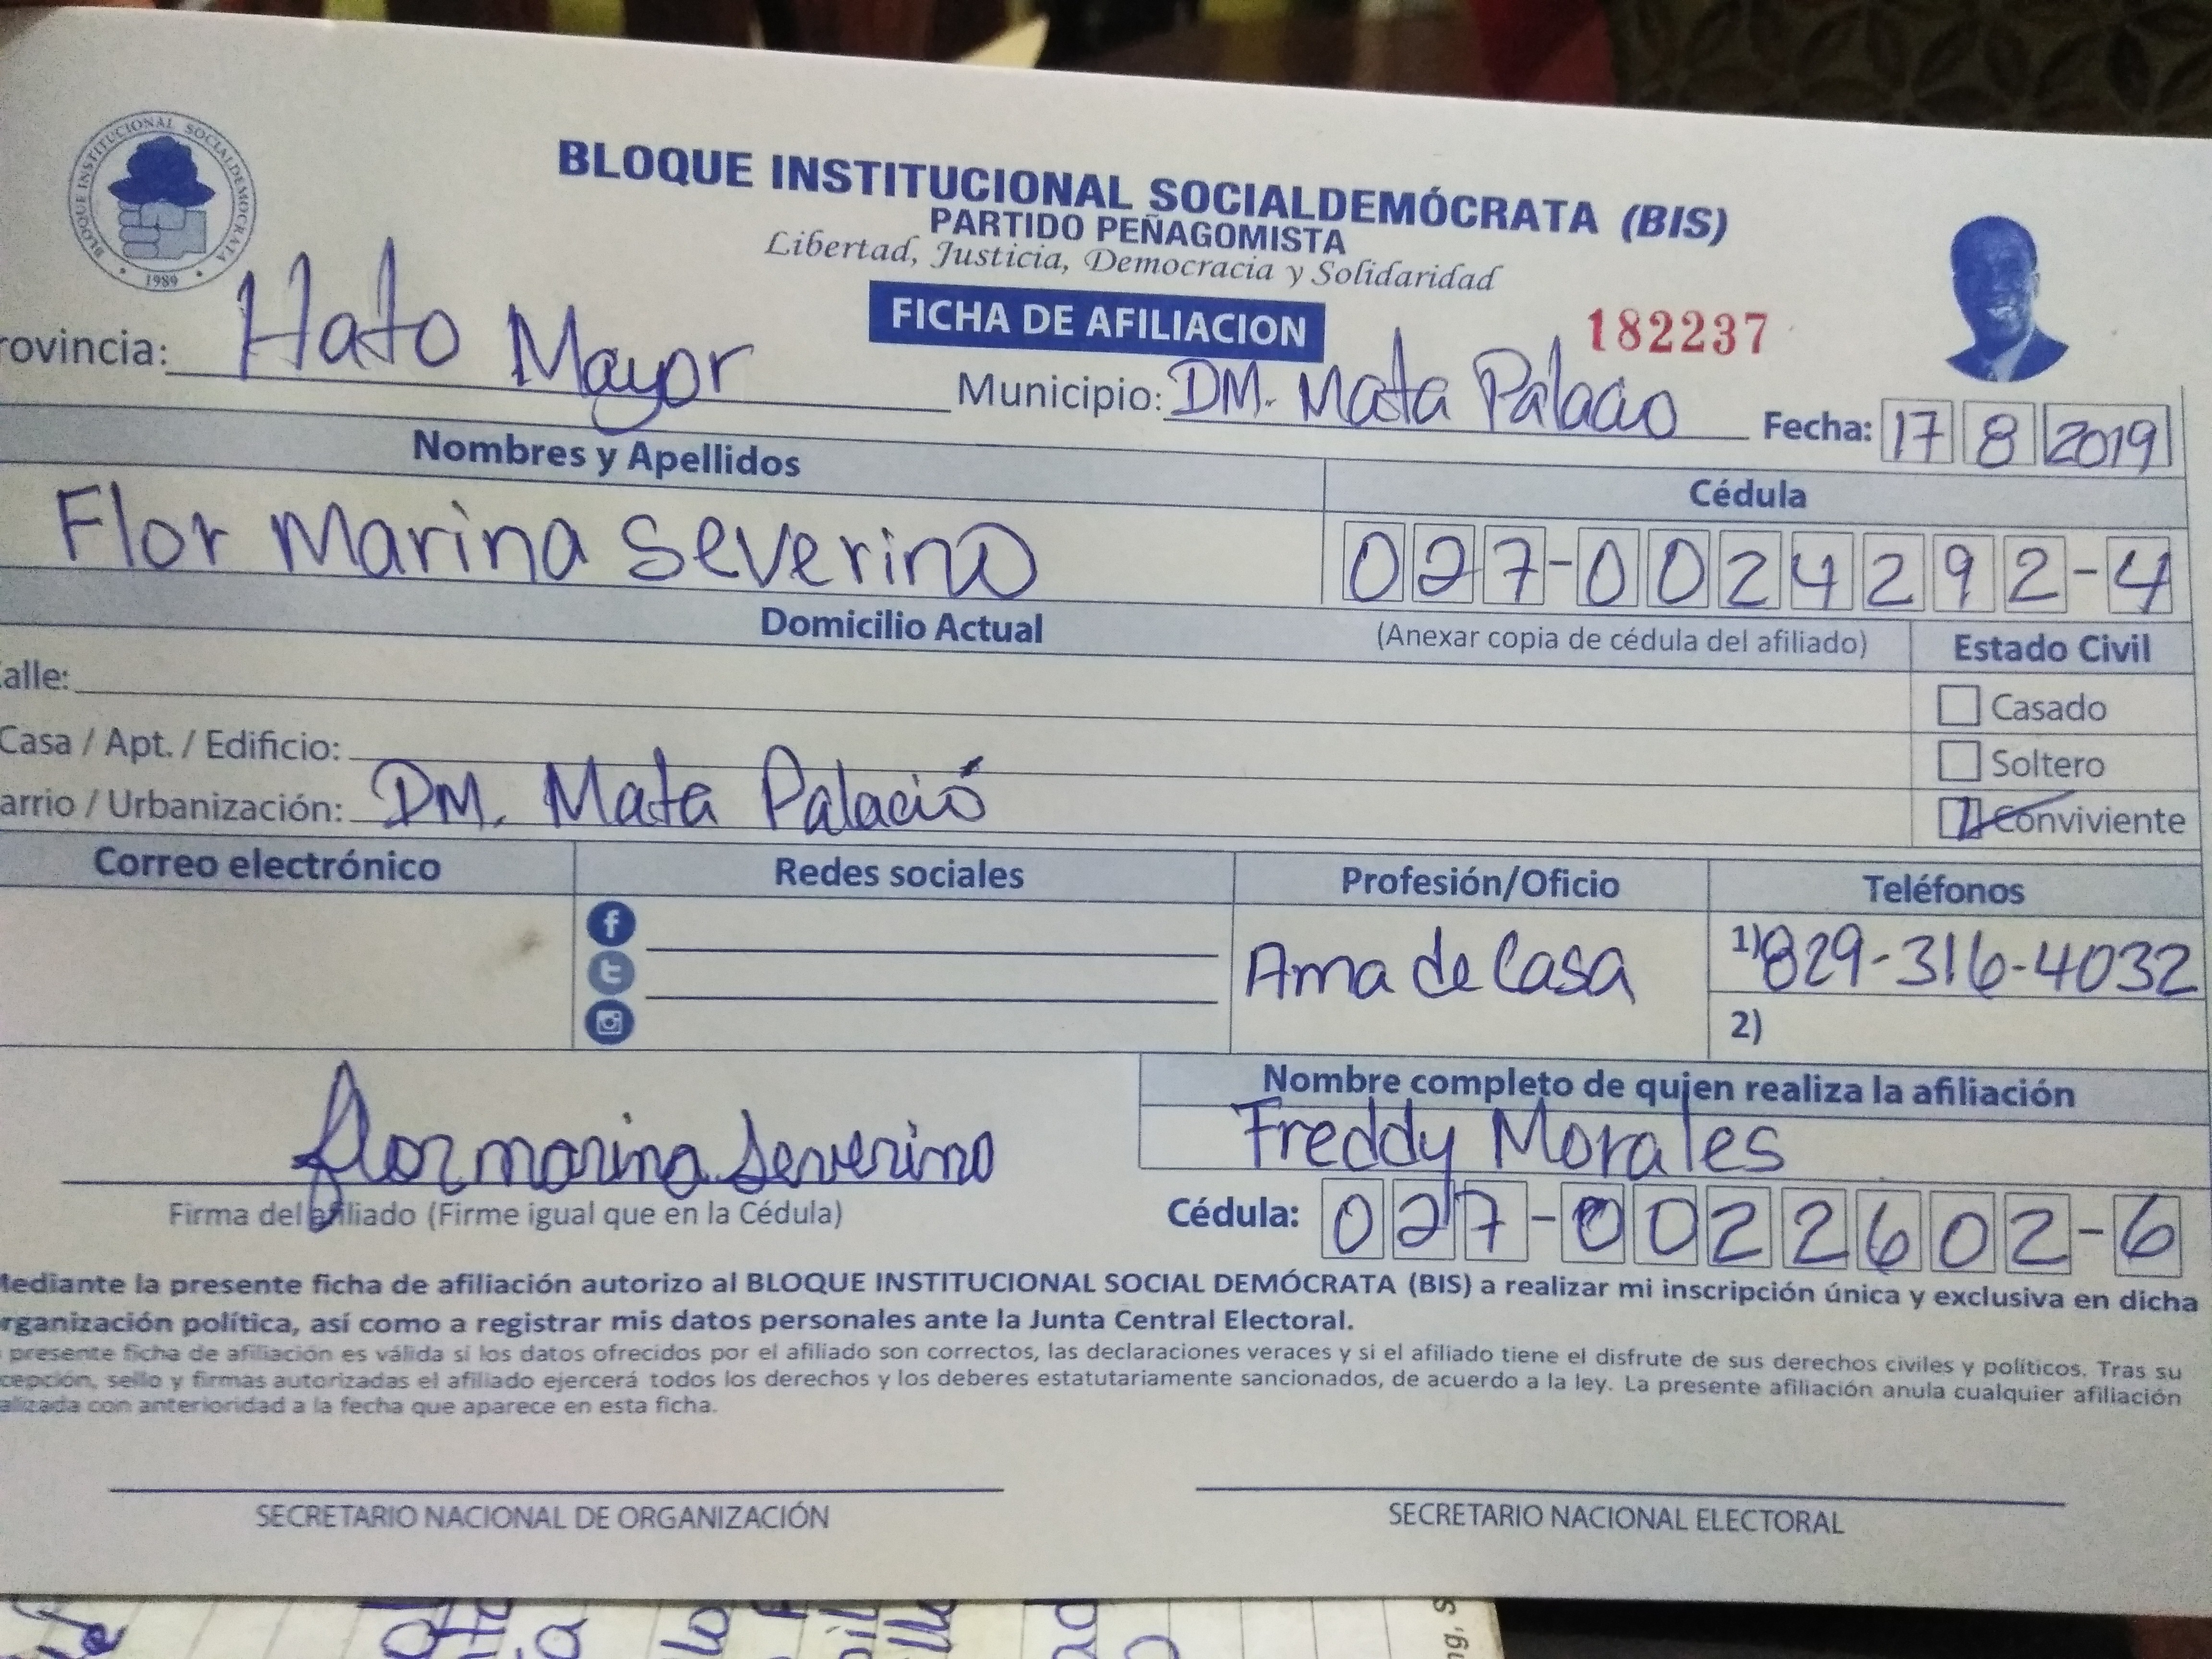 BLOQUE INSTITUCIONAL SOCIALDEMOCRATA
1989
BLOQUE INSTITUCIONAL SOCIALDEMÓCRATA (BIS)
PARTIDO PEÑAGOMISTA
Libertad, Justicia, Democracia y Solidaridad
FICHA DE AFILIACION
182237
rovincia: Hato Mayor Municipio: DM. Mata Palacio Fecha: 17 8 2019
Nombres y Apellidos Cédula
Flor Marina Severino 027-0024292-4
Domicilio Actual (Anexar copia de cédula del afiliado) Estado Civil
alle: Casado
Casa / Apt. / Edificio: Soltero
arrio / Urbanización: DM. Mata Palació Conviviente
Correo electrónico Redes sociales Profesión/Oficio Teléfonos
f Ama de Casa 1) 829-316-4032
t
2)
Nombre completo de quien realiza la afiliación
flor marina Severino Freddy Morales
Firma del afiliado (Firme igual que en la Cédula) Cédula: 027-0022602-6
Mediante la presente ficha de afiliación autorizo al BLOQUE INSTITUCIONAL SOCIAL DEMÓCRATA (BIS) a realizar mi inscripción única y exclusiva en dicha
rganización política, así como a registrar mis datos personales ante la Junta Central Electoral.
presente ficha de afiliación es válida si los datos ofrecidos por el afiliado son correctos, las declaraciones veraces y si el afiliado tiene el disfrute de sus derechos civiles y políticos. Tras su
cepción, sello y firmas autorizadas el afiliado ejercerá todos los derechos y los deberes estatutariamente sancionados, de acuerdo a la ley. La presente afiliación anula cualquier afiliación
alizada con anterioridad a la fecha que aparece en esta ficha.
SECRETARIO NACIONAL DE ORGANIZACIÓN SECRETARIO NACIONAL ELECTORAL